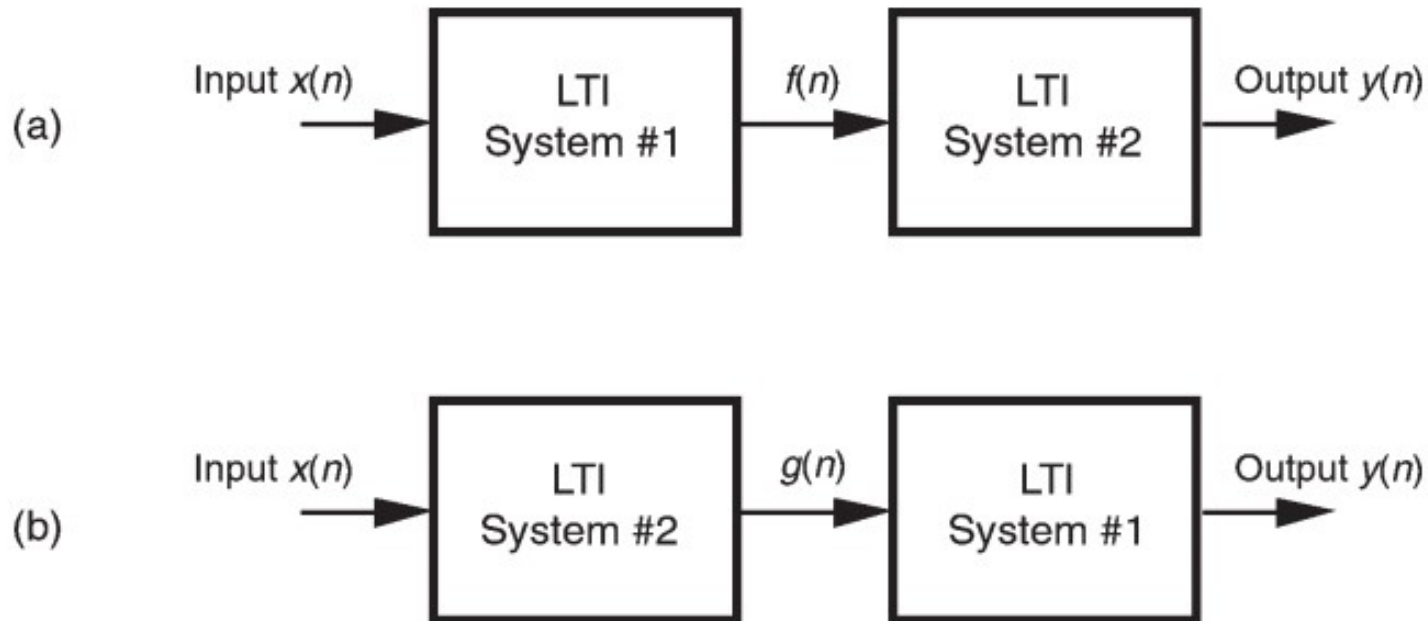 (a)
Input x(n)
LTI
System #1
f(n)
LTI
System #2
Output y(n)
(b)
Input x(n)
LTI
System #2
g(n)
LTI
System #1
Output y(n)